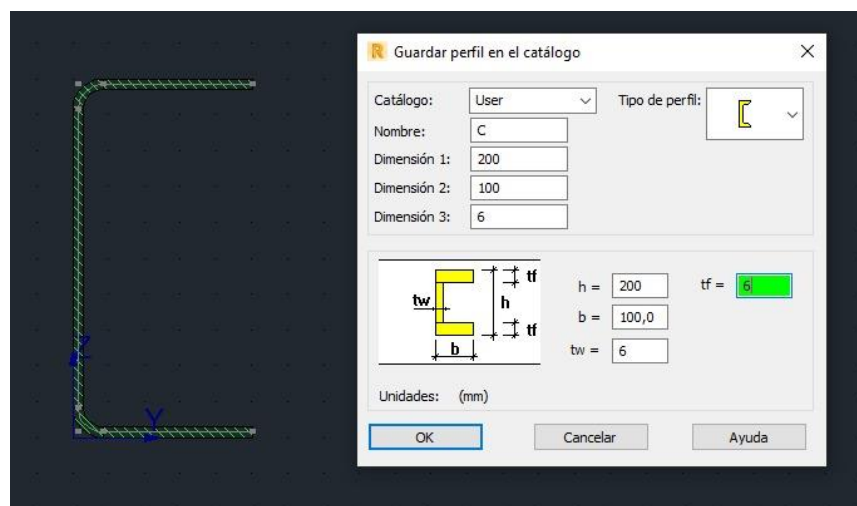 R Guardar perfil en el catálogo
Catálogo: User Tipo de perfil:
Nombre: C
Dimensión 1: 200
Dimensión 2: 100
Dimensión 3: 6
tf
tw h
tf
b
h = 200 tf = 6
b = 100,0
tw = 6
Unidades: (mm)
OK Cancelar Ayuda
Z
Y